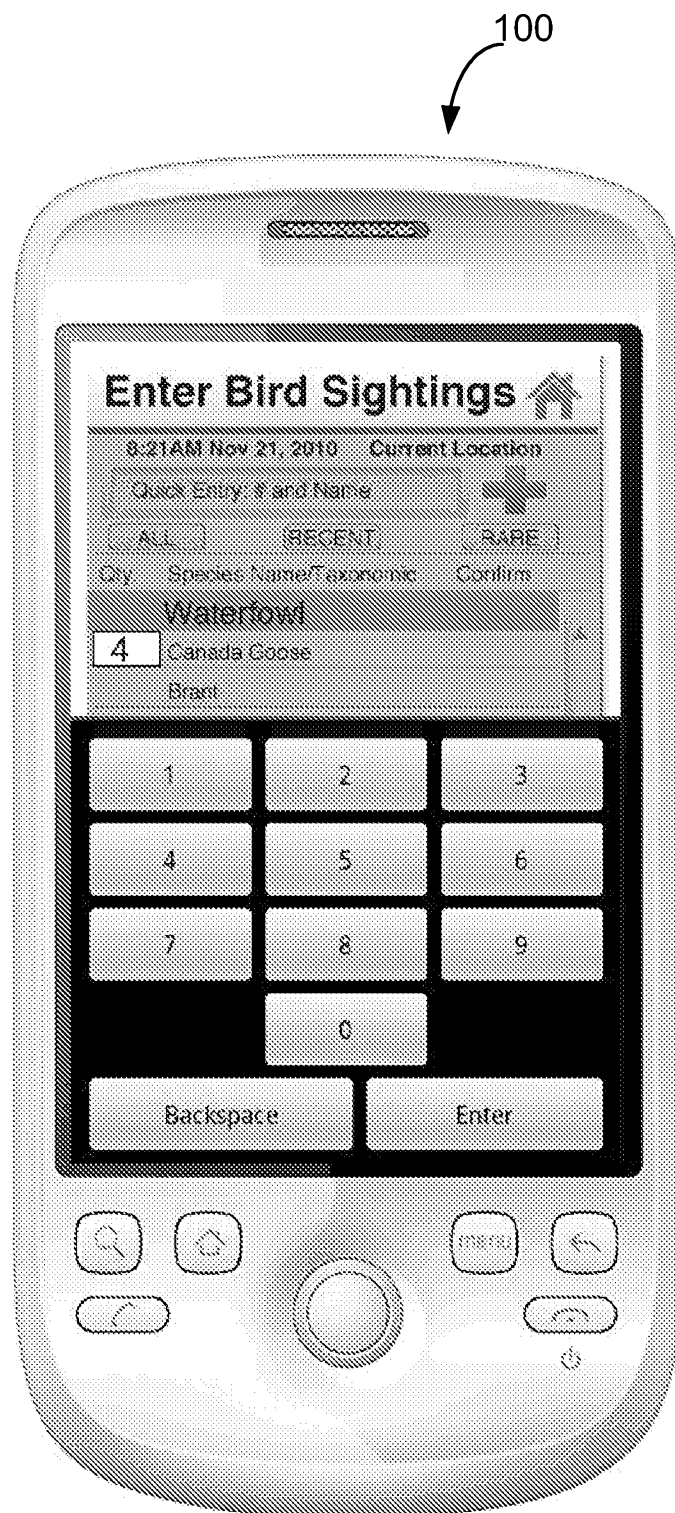 100
Enter Bird Sightings
8:21AM Nov 21, 2010 Current Location
Quick Entry: # and Name
ALL RECENT RARE
Qty Species Name/Taxonomic Confirm
Waterfowl
4 Canada Goose
Brant
1 2 3
4 5 6
7 8 9
0
Backspace Enter
menu